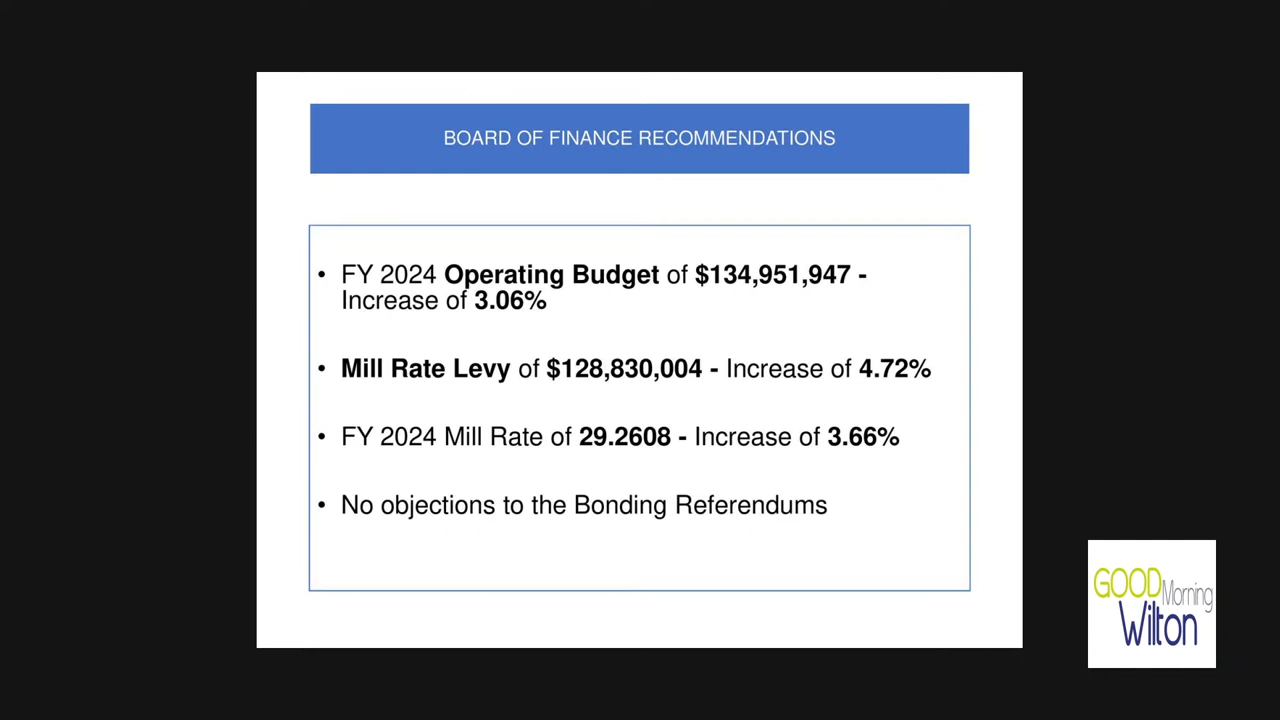 BOARD OF FINANCE RECOMMENDATIONS
• FY 2024 Operating Budget of $134,951,947 -
Increase of 3.06%
• Mill Rate Levy of $128,830,004 - Increase of 4.72%
• FY 2024 Mill Rate of 29.2608 - Increase of 3.66%
• No objections to the Bonding Referendums
GOOD Morning
Wilton